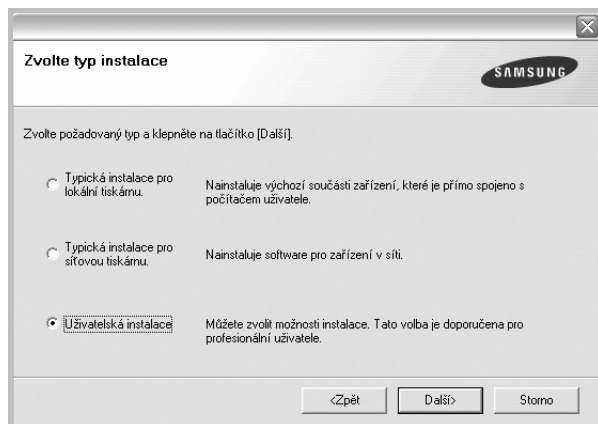 Zvolte typ instalace
SAMSUNG
Zvolte požadovaný typ a klepněte na tlačítko [Další].
Typická instalace pro
lokální tiskárnu.
Nainstaluje výchozí součásti zařízení, které je přímo spojeno s
počítačem uživatele.
Typická instalace pro
síťovou tiskárnu.
Nainstaluje software pro zařízení v síti.
Uživatelská instalace
Můžete zvolit možnosti instalace. Tato volba je doporučena pro
profesionální uživatele.
<Zpět
Další>
Storno